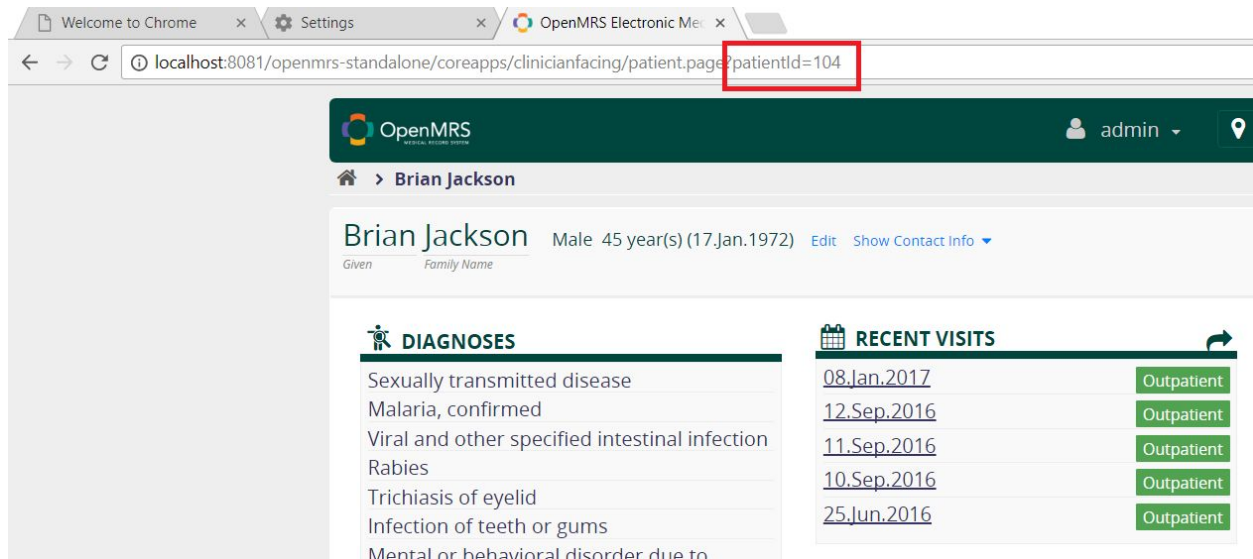 Welcome to Chrome
Settings
OpenMRS Electronic Mec
localhost:8081/openmrs-standalone/coreapps/clinicianfacing/patient.page?patientId=104
OpenMRS
MEDICAL RECORD SYSTEM
admin
Brian Jackson
Brian Jackson Male 45 year(s) (17.Jan.1972) Edit Show Contact Info
Given Family Name
DIAGNOSES
Sexually transmitted disease
Malaria, confirmed
Viral and other specified intestinal infection
Rabies
Trichiasis of eyelid
Infection of teeth or gums
Mental or behavioral disorder due to
RECENT VISITS
08.Jan.2017 Outpatient
12.Sep.2016 Outpatient
11.Sep.2016 Outpatient
10.Sep.2016 Outpatient
25.Jun.2016 Outpatient